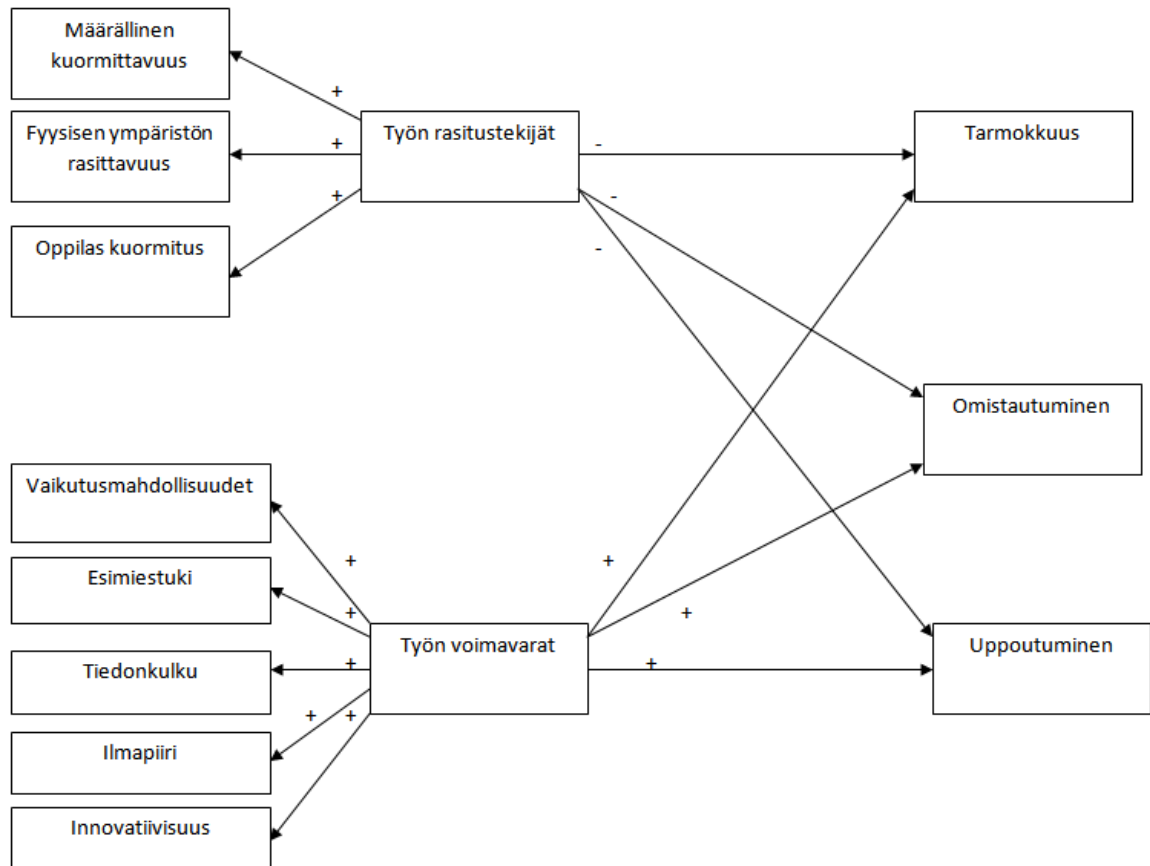 Määrällinen
kuormittavuus
+
Fyysisen ympäristön
rasittavuus
+
Työn rasitustekijät
-
Tarmokkuus
+
-
Oppilas kuormitus
-
Omistautuminen
Vaikutusmahdollisuudet
+
+
Esimiestuki
+
+
Työn voimavarat
Uppoutuminen
Tiedonkulku
+
+
+
+
Ilmapiiri
Innovatiivisuus